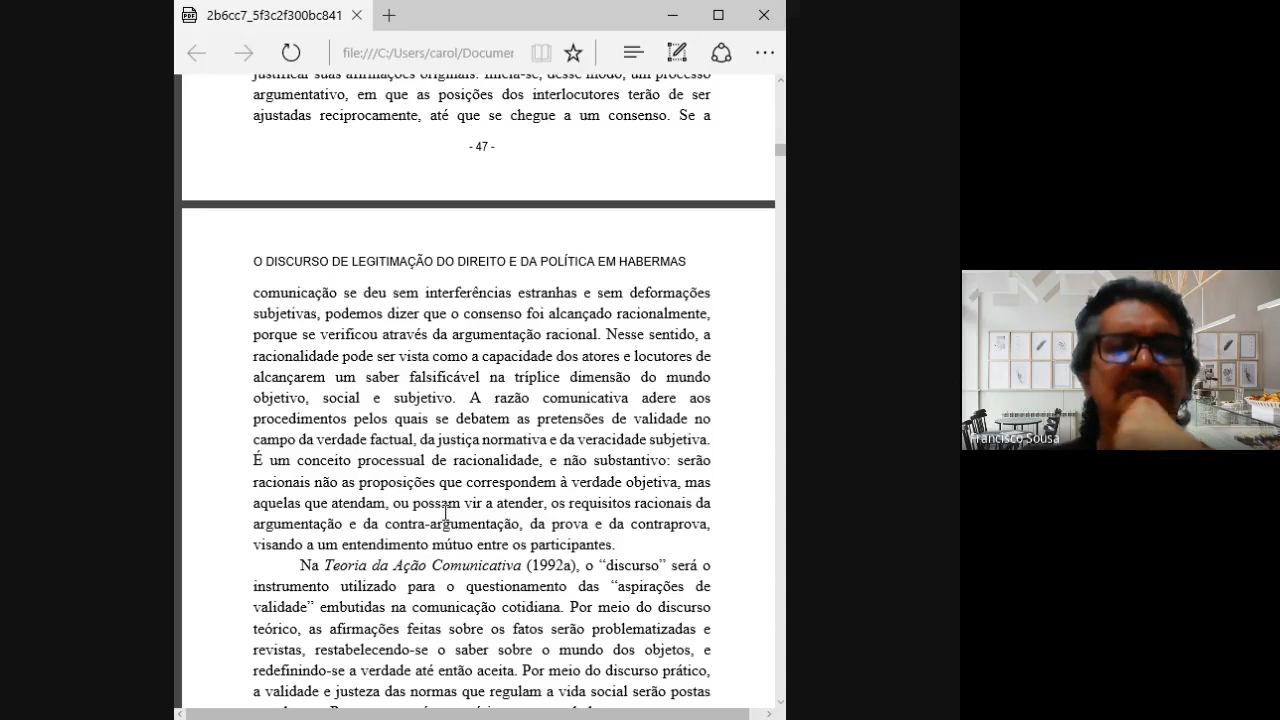 2b6cc7_5f3c2f300bc841
file:///C:/Users/carol/Documer
justificar suas afirmações originais. Inicia-se, desse modo, um processo
argumentativo, em que as posições dos interlocutores terão de ser
ajustadas reciprocamente, até que se chegue a um consenso. Se a
- 47 -
O DISCURSO DE LEGITIMAÇÃO DO DIREITO E DA POLÍTICA EM HABERMAS
comunicação se deu sem interferências estranhas e sem deformações
subjetivas, podemos dizer que o consenso foi alcançado racionalmente,
porque se verificou através da argumentação racional. Nesse sentido, a
racionalidade pode ser vista como a capacidade dos atores e locutores de
alcançarem um saber falsificável na tríplice dimensão do mundo
objetivo, social e subjetivo. A razão comunicativa adere aos
procedimentos pelos quais se debatem as pretensões de validade no
campo da verdade factual, da justiça normativa e da veracidade subjetiva.
É um conceito processual de racionalidade, e não substantivo: serão
racionais não as proposições que correspondem à verdade objetiva, mas
aquelas que atendam, ou possam vir a atender, os requisitos racionais da
argumentação e da contra-argumentação, da prova e da contraprova,
visando a um entendimento mútuo entre os participantes.
Na Teoria da Ação Comunicativa (1992a), o “discurso” será o
instrumento utilizado para o questionamento das “aspirações de
validade” embutidas na comunicação cotidiana. Por meio do discurso
teórico, as afirmações feitas sobre os fatos serão problematizadas e
revistas, restabelecendo-se o saber sobre o mundo dos objetos, e
redefinindo-se a verdade até então aceita. Por meio do discurso prático,
a validade e justeza das normas que regulam a vida social serão postas
Francisco Sousa